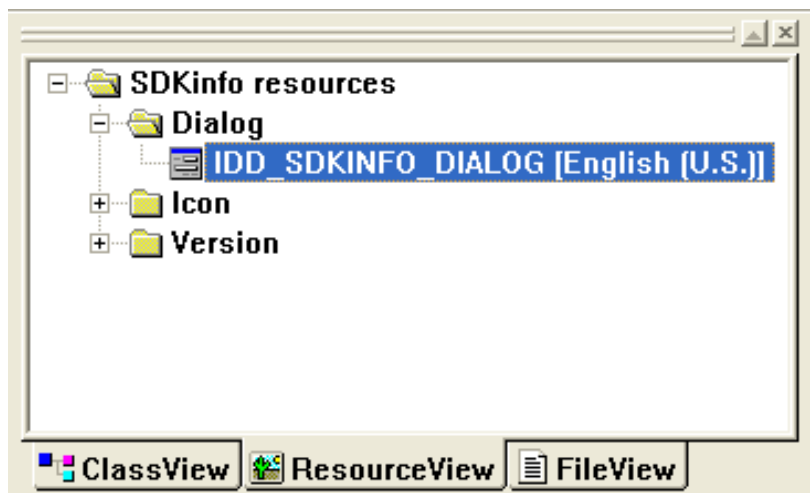 SDKinfo resources
Dialog
IDD_SDKINFO_DIALOG [English (U.S.)]
Icon
Version
ClassView ResourceView FileView